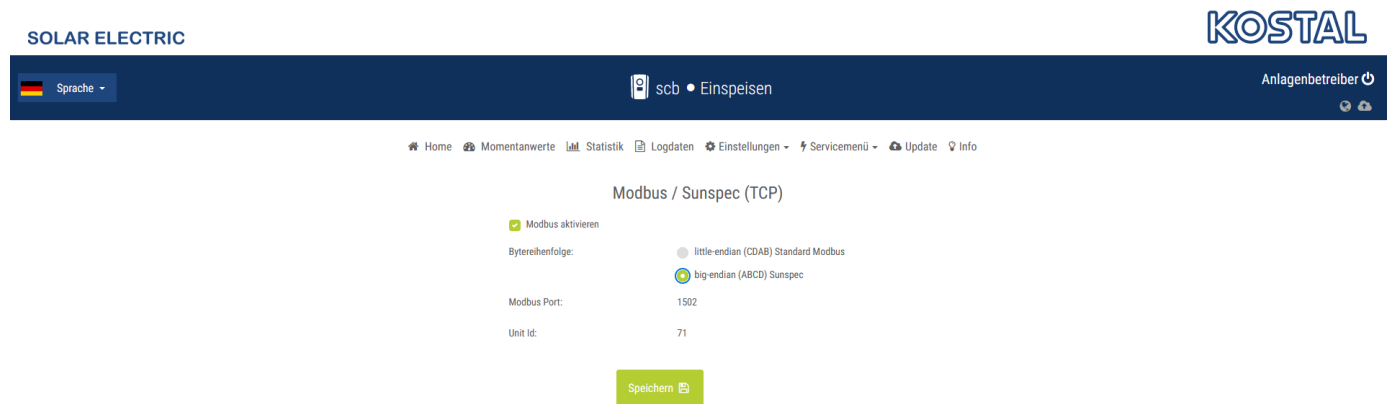 SOLAR ELECTRIC
KOSTAL
Sprache
scb • Einspeisen
Anlagenbetreiber
Home Momentanwerte Statistik Logdaten Einstellungen Servicemenü Update Info
Modbus / Sunspec (TCP)
Modbus aktivieren
Bytereihenfolge: little-endian (CDAB) Standard Modbus
big-endian (ABCD) Sunspec
Modbus Port: 1502
Unit Id: 71
Speichern